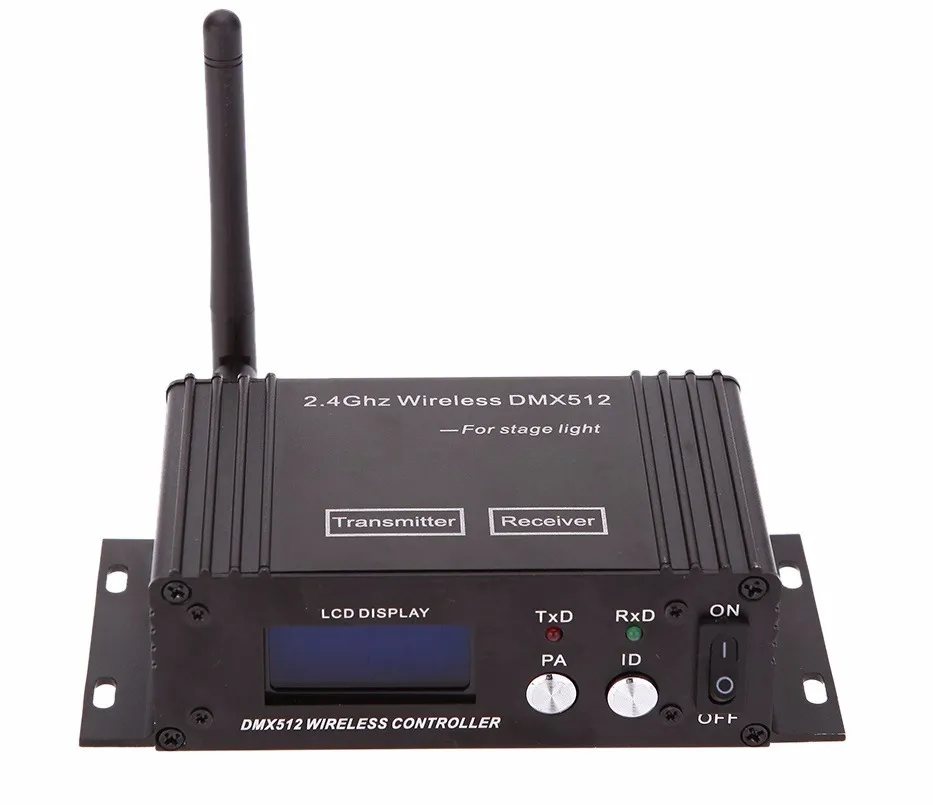 2.4Ghz Wireless DMX512
—For stage light
Transmitter Receiver
LCD DISPLAY
TxD RxD ON
PA ID
OFF
DMX512 WIRELESS CONTROLLER